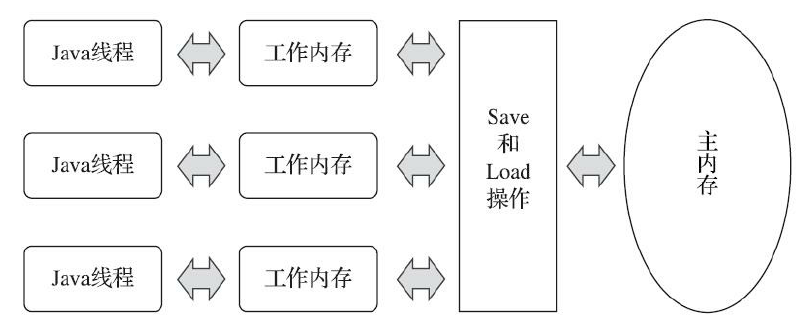 Java线程
工作内存
Java线程
工作内存
Java线程
工作内存
Save
和
Load
操作
主
内
存